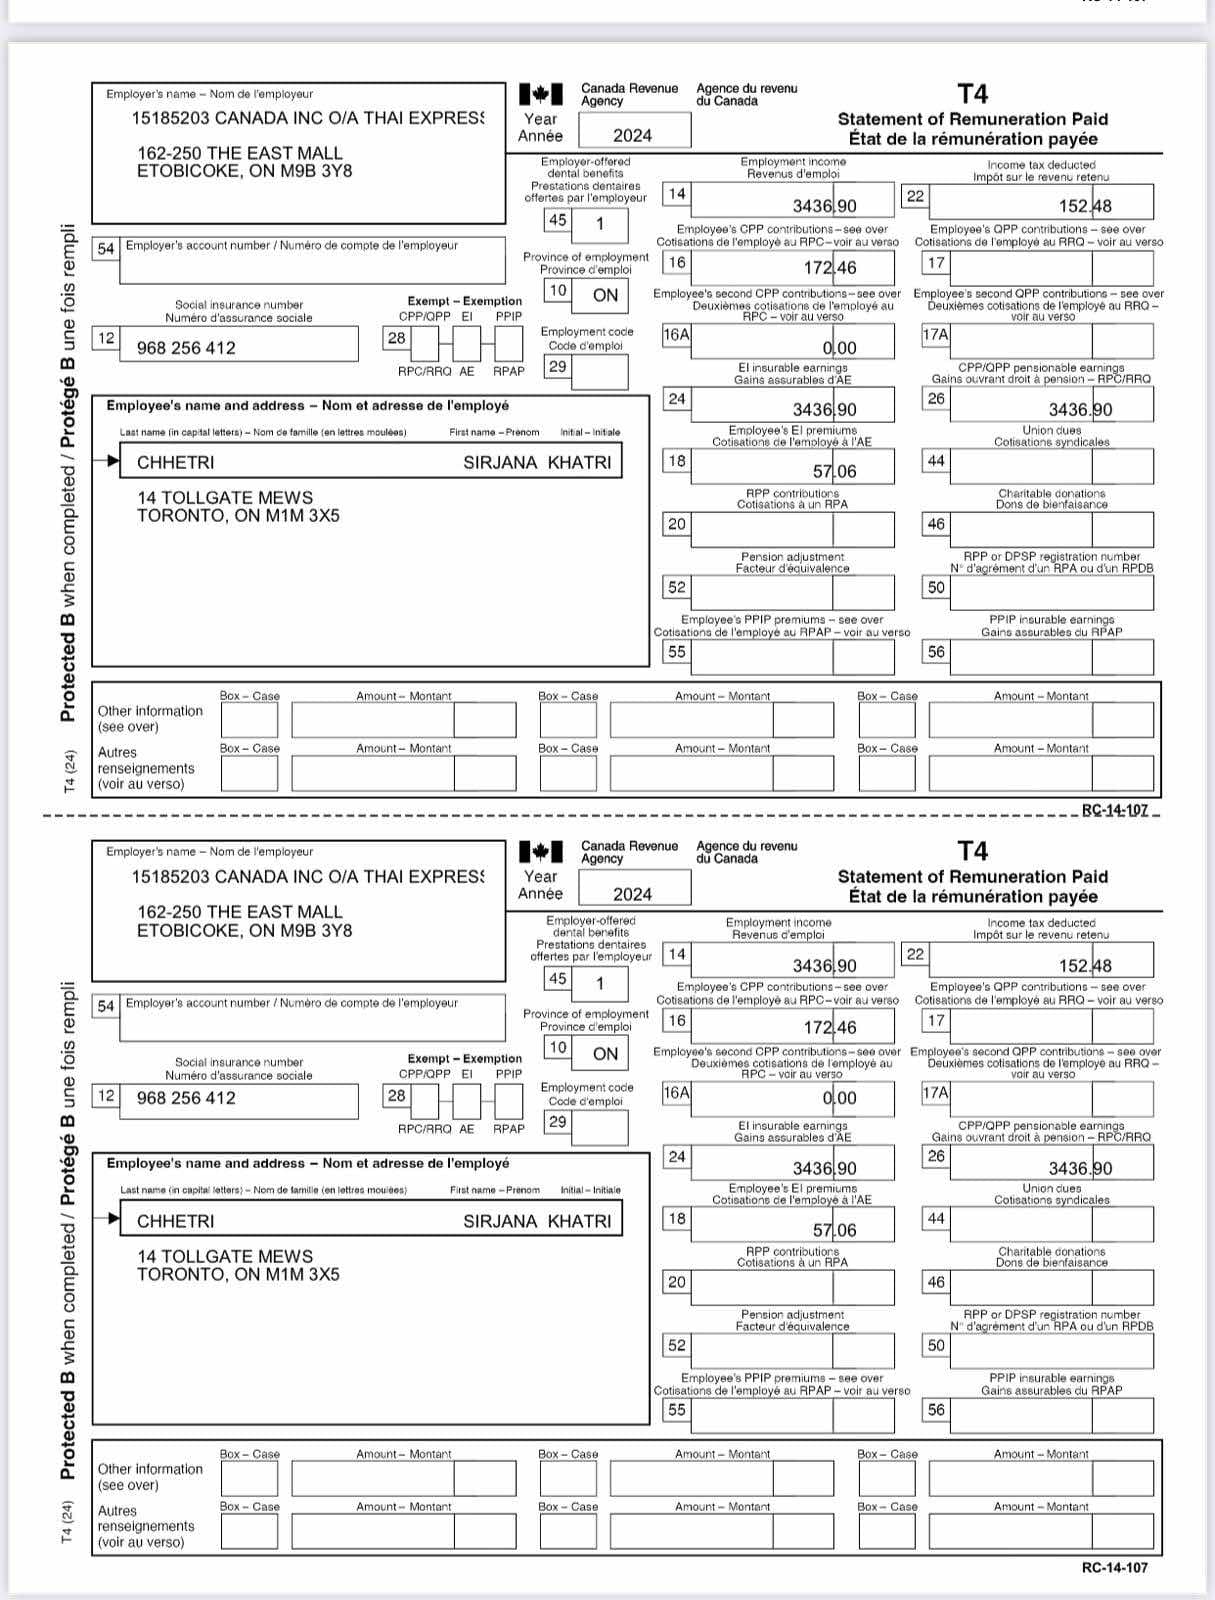 Employer's name – Nom de l'employeur
15185203 CANADA INC O/A THAI EXPRESS
162-250 THE EAST MALL
ETOBICOKE, ON M9B 3Y8
Canada Revenue Agency
Agence du revenu du Canada
T4
Year
Année
2024
Statement of Remuneration Paid
État de la rémunération payée
Employer-offered
dental benefits
Prestations dentaires
offertes par l'employeur
45 1
Employment income
Revenus d'emploi
14 3436.90
Income tax deducted
Impôt sur le revenu retenu
22 152.48
54 Employer's account number / Numéro de compte de l'employeur
Province of employment
Province d'emploi
10 ON
Employee's CPP contributions – see over
Cotisations de l'employé au RPC – voir au verso
16 172.46
Employee's QPP contributions – see over
Cotisations de l'employé au RRQ – voir au verso
17
Social insurance number
Numéro d'assurance sociale
12 968 256 412
Exempt – Exemption
CPP/QPP EI PPIP
28
RPC/RRQ AE RPAP
Employment code
Code d'emploi
29
Employee's second CPP contributions – see over
Deuxièmes cotisations de l'employé au
RPC – voir au verso
16A 0.00
Employee's second QPP contributions – see over
Deuxièmes cotisations de l'employé au RRQ –
voir au verso
17A
EI insurable earnings
Gains assurables d'AE
24 3436.90
CPP/QPP pensionable earnings
Gains ouvrant droit à pension – RPC/RRQ
26 3436.90
Employee's name and address – Nom et adresse de l'employé
Last name (in capital letters) – Nom de famille (en lettres moulées) First name – Prénom Initial – Initiale
CHHETRI SIRJANA KHATRI
14 TOLLGATE MEWS
TORONTO, ON M1M 3X5
Employee's EI premiums
Cotisations de l'employé à l'AE
18 57.06
Union dues
Cotisations syndicales
44
RPP contributions
Cotisations à un RPA
20
Charitable donations
Dons de bienfaisance
46
Pension adjustment
Facteur d'équivalence
52
RPP or DPSP registration number
N° d'agrément d'un RPA ou d'un RPDB
50
Employee's PPIP premiums – see over
Cotisations de l'employé au RPAP – voir au verso
55
PPIP insurable earnings
Gains assurables du RPAP
56
Box – Case Amount – Montant Box – Case Amount – Montant Box – Case Amount – Montant
Other information
(see over)
Box – Case Amount – Montant Box – Case Amount – Montant Box – Case Amount – Montant
Autres
renseignements
(voir au verso)
T4 (24) Protected B when completed / Protégé B une fois rempli
RC-14-107
Employer's name – Nom de l'employeur
15185203 CANADA INC O/A THAI EXPRESS
162-250 THE EAST MALL
ETOBICOKE, ON M9B 3Y8
Canada Revenue Agency
Agence du revenu du Canada
T4
Year
Année
2024
Statement of Remuneration Paid
État de la rémunération payée
Employer-offered
dental benefits
Prestations dentaires
offertes par l'employeur
45 1
Employment income
Revenus d'emploi
14 3436.90
Income tax deducted
Impôt sur le revenu retenu
22 152.48
54 Employer's account number / Numéro de compte de l'employeur
Province of employment
Province d'emploi
10 ON
Employee's CPP contributions – see over
Cotisations de l'employé au RPC – voir au verso
16 172.46
Employee's QPP contributions – see over
Cotisations de l'employé au RRQ – voir au verso
17
Social insurance number
Numéro d'assurance sociale
12 968 256 412
Exempt – Exemption
CPP/QPP EI PPIP
28
RPC/RRQ AE RPAP
Employment code
Code d'emploi
29
Employee's second CPP contributions – see over
Deuxièmes cotisations de l'employé au
RPC – voir au verso
16A 0.00
Employee's second QPP contributions – see over
Deuxièmes cotisations de l'employé au RRQ –
voir au verso
17A
EI insurable earnings
Gains assurables d'AE
24 3436.90
CPP/QPP pensionable earnings
Gains ouvrant droit à pension – RPC/RRQ
26 3436.90
Employee's name and address – Nom et adresse de l'employé
Last name (in capital letters) – Nom de famille (en lettres moulées) First name – Prénom Initial – Initiale
CHHETRI SIRJANA KHATRI
14 TOLLGATE MEWS
TORONTO, ON M1M 3X5
Employee's EI premiums
Cotisations de l'employé à l'AE
18 57.06
Union dues
Cotisations syndicales
44
RPP contributions
Cotisations à un RPA
20
Charitable donations
Dons de bienfaisance
46
Pension adjustment
Facteur d'équivalence
52
RPP or DPSP registration number
N° d'agrément d'un RPA ou d'un RPDB
50
Employee's PPIP premiums – see over
Cotisations de l'employé au RPAP – voir au verso
55
PPIP insurable earnings
Gains assurables du RPAP
56
Box – Case Amount – Montant Box – Case Amount – Montant Box – Case Amount – Montant
Other information
(see over)
Box – Case Amount – Montant Box – Case Amount – Montant Box – Case Amount – Montant
Autres
renseignements
(voir au verso)
T4 (24) Protected B when completed / Protégé B une fois rempli
RC-14-107